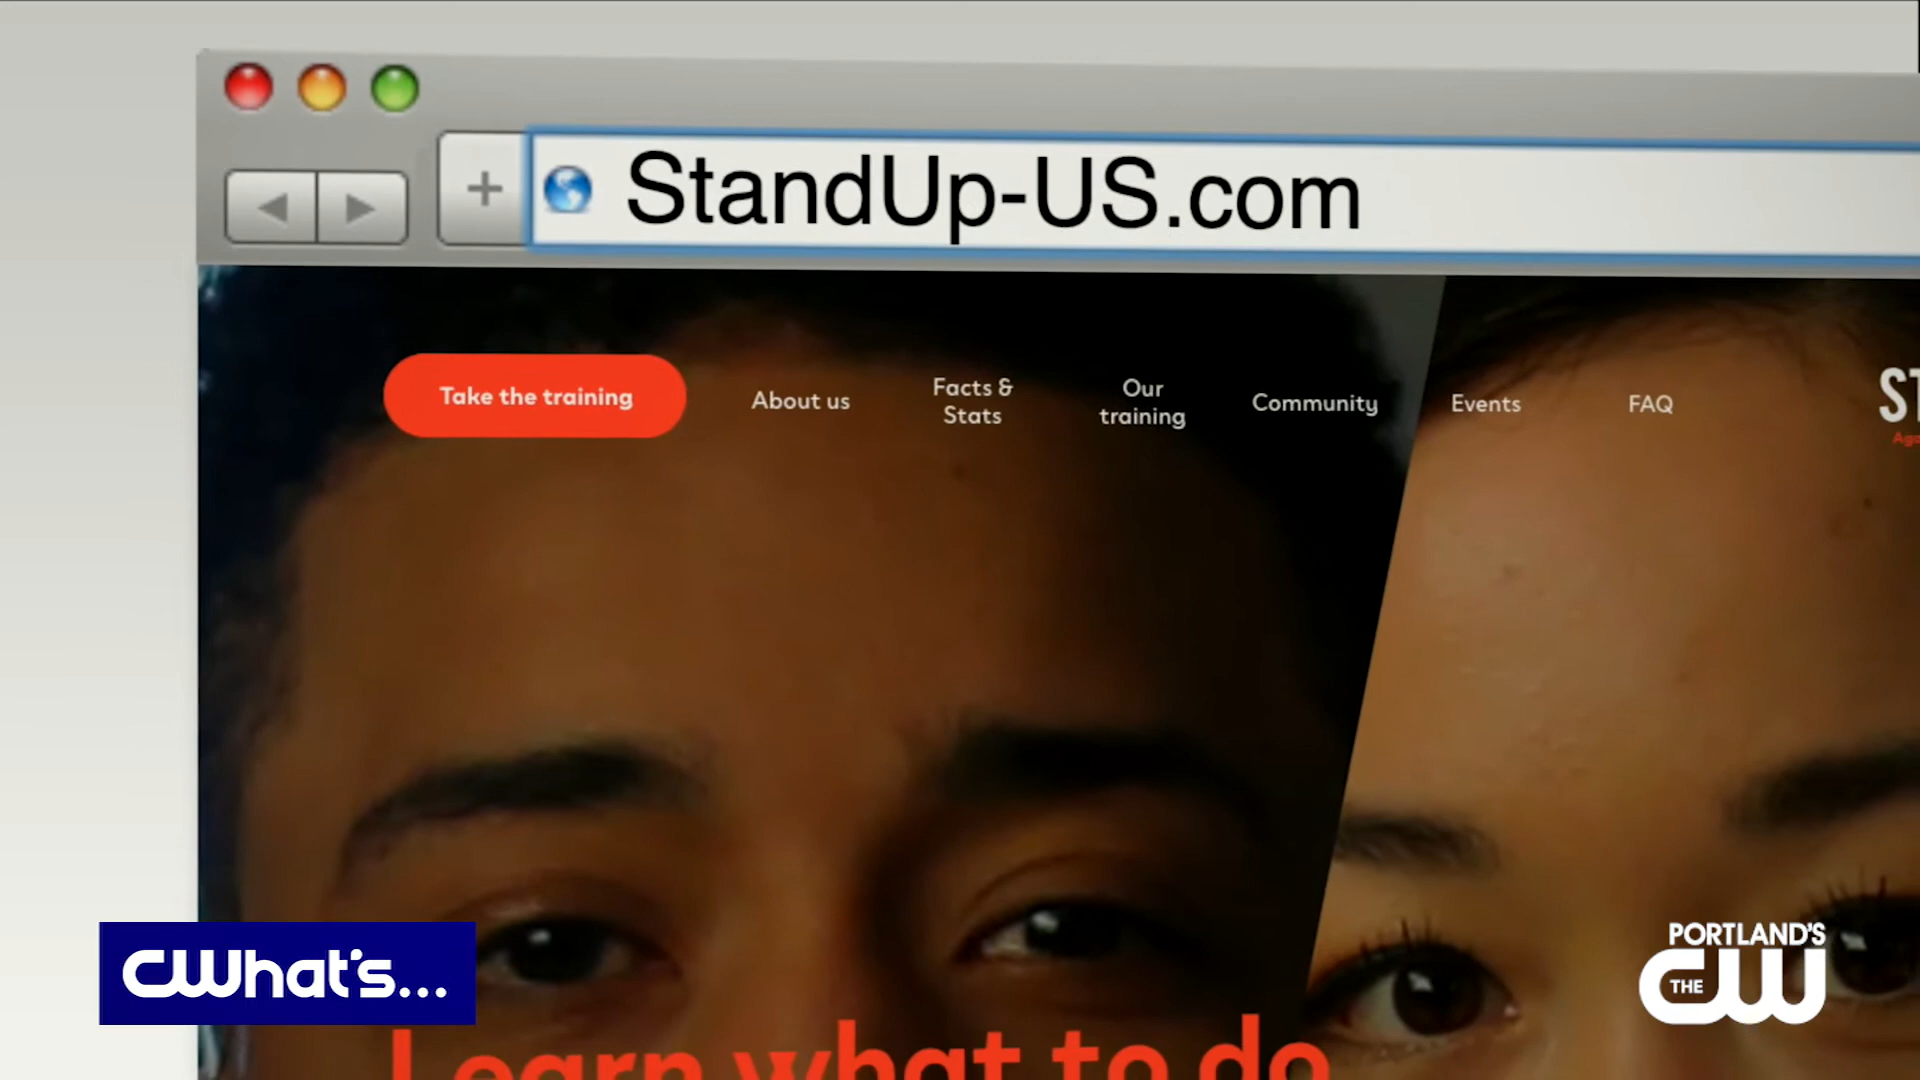 StandUp-US.com
Take the training
About us
Facts &
Stats
Our
training
Community
Events
FAQ
Learn what to do
CWhat's...
PORTLAND'S
THE CW